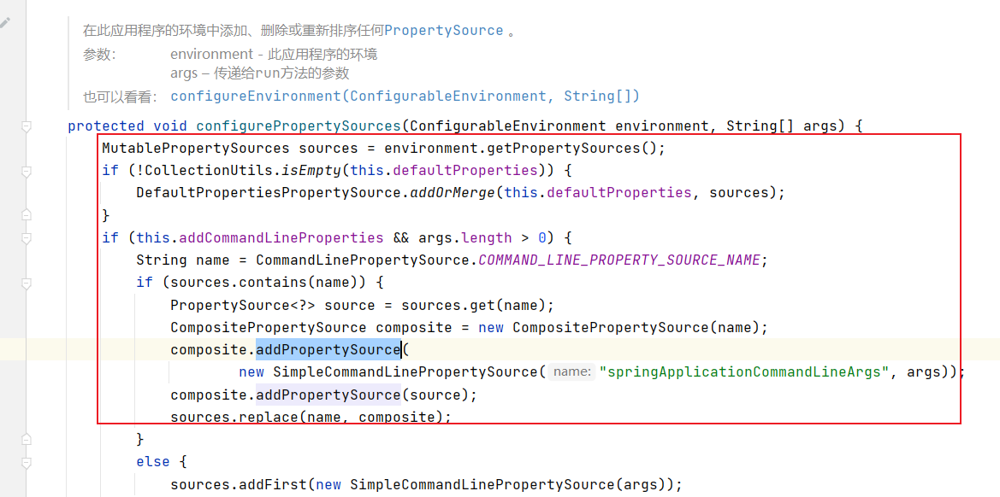 在此应用程序的环境中添加、删除或重新排序任何PropertySource 。
参数： environment - 此应用程序的环境
args – 传递给run方法的参数
也可以看看： configureEnvironment(ConfigurableEnvironment, String[])
protected void configurePropertySources(ConfigurableEnvironment environment, String[] args) {
MutablePropertySources sources = environment.getPropertySources();
if (!CollectionUtils.isEmpty(this.defaultProperties)) {
DefaultPropertiesPropertySource.addOrMerge(this.defaultProperties, sources);
}
if (this.addCommandLineProperties && args.length > 0) {
String name = CommandLinePropertySource.COMMAND_LINE_PROPERTY_SOURCE_NAME;
if (sources.contains(name)) {
PropertySource<?> source = sources.get(name);
CompositePropertySource composite = new CompositePropertySource(name);
composite.addPropertySource(
new SimpleCommandLinePropertySource( name: "springApplicationCommandLineArgs", args));
composite.addPropertySource(source);
sources.replace(name, composite);
}
else {
sources.addFirst(new SimpleCommandLinePropertySource(args));